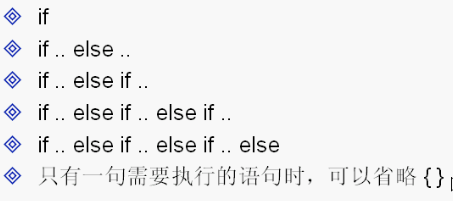 if
if .. else ..
if .. else if ..
if .. else if .. else if ..
if .. else if .. else if .. else
只有一句需要执行的语句时，可以省略 { }